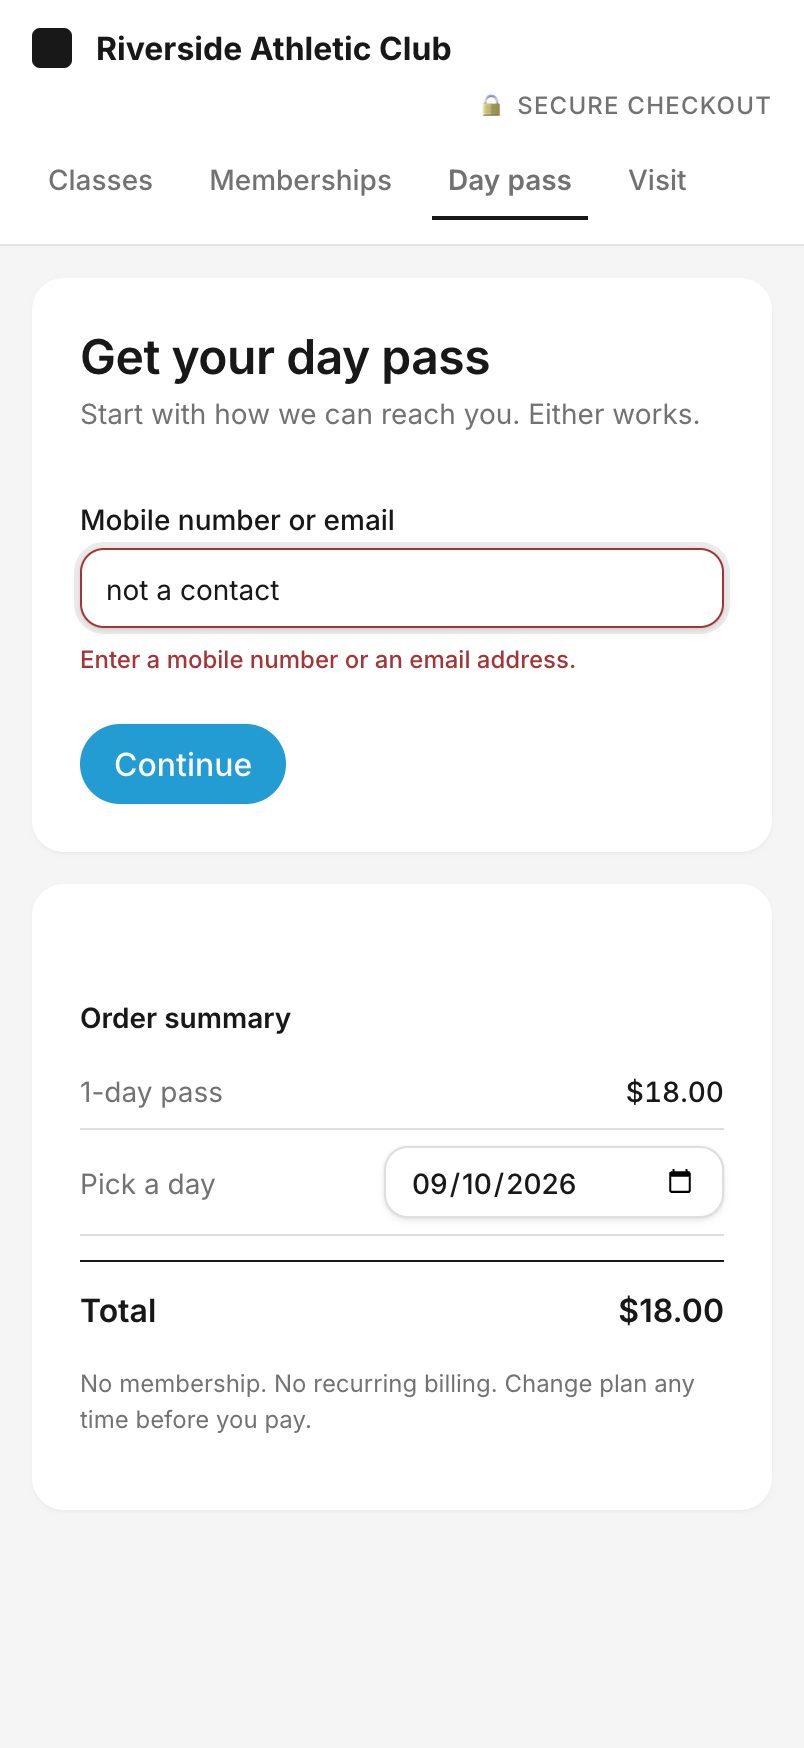 Riverside Athletic Club
SECURE CHECKOUT
Classes Memberships Day pass Visit
Get your day pass
Start with how we can reach you. Either works.
Mobile number or email
not a contact
Enter a mobile number or an email address.
Continue
Order summary
1-day pass $18.00
Pick a day 09/10/2026
Total $18.00
No membership. No recurring billing. Change plan any
time before you pay.